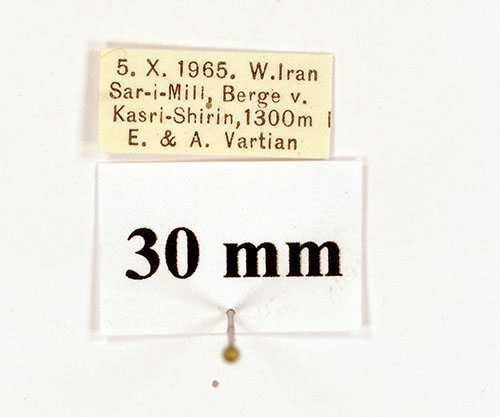 5. X. 1965. W.Iran
Sar-i-Mill, Berge v.
Kasri-Shirin,1300m
E. & A. Vartian
30 mm